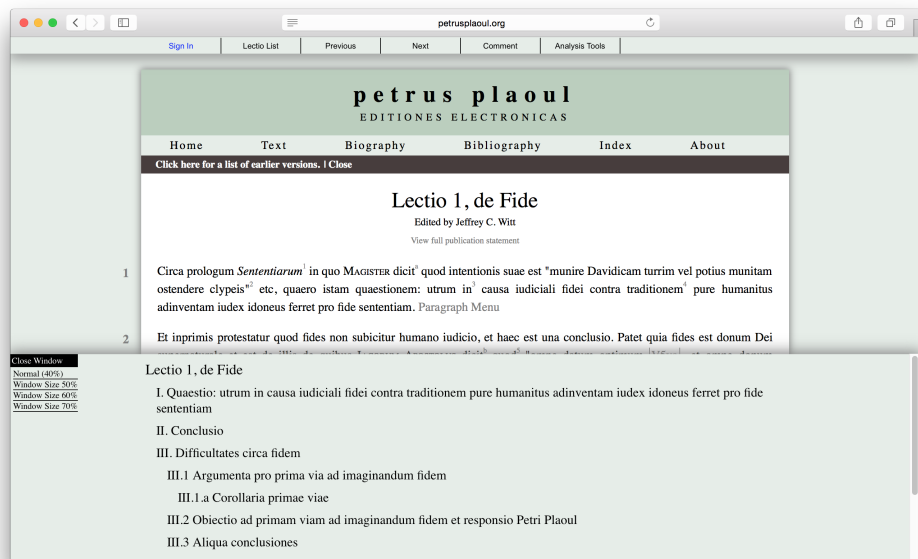 petrusplaoul.org
Sign In Lectio List Previous Next Comment Analysis Tools
petrus plaoul
EDITIONES ELECTRONICAS
Home Text Biography Bibliography Index About
Click here for a list of earlier versions. | Close
Lectio 1, de Fide
Edited by Jeffrey C. Witt
View full publication statement
1 Circa prologum Sententiarum1 in quo MAGISTER dicita quod intentionis suae est "munire Davidicam turrim vel potius munitam
ostendere clypeis"2 etc, quaero istam quaestionem: utrum in3 causa iudiciali fidei contra traditionem4 pure humanitus
adinventam iudex idoneus ferret pro fide sententiam. Paragraph Menu
2 Et inprimis protestatur quod fides non subicitur humano iudicio, et haec est una conclusio. Patet quia fides est donum Dei
Close Window
Normal (40%)
Window Size 50%
Window Size 60%
Window Size 70%
Lectio 1, de Fide
I. Quaestio: utrum in causa iudiciali fidei contra traditionem pure humanitus adinventam iudex idoneus ferret pro fide
sententiam
II. Conclusio
III. Difficultates circa fidem
III.1 Argumenta pro prima via ad imaginandum fidem
III.1.a Corollaria primae viae
III.2 Obiectio ad primam viam ad imaginandum fidem et responsio Petri Plaoul
III.3 Aliqua conclusiones